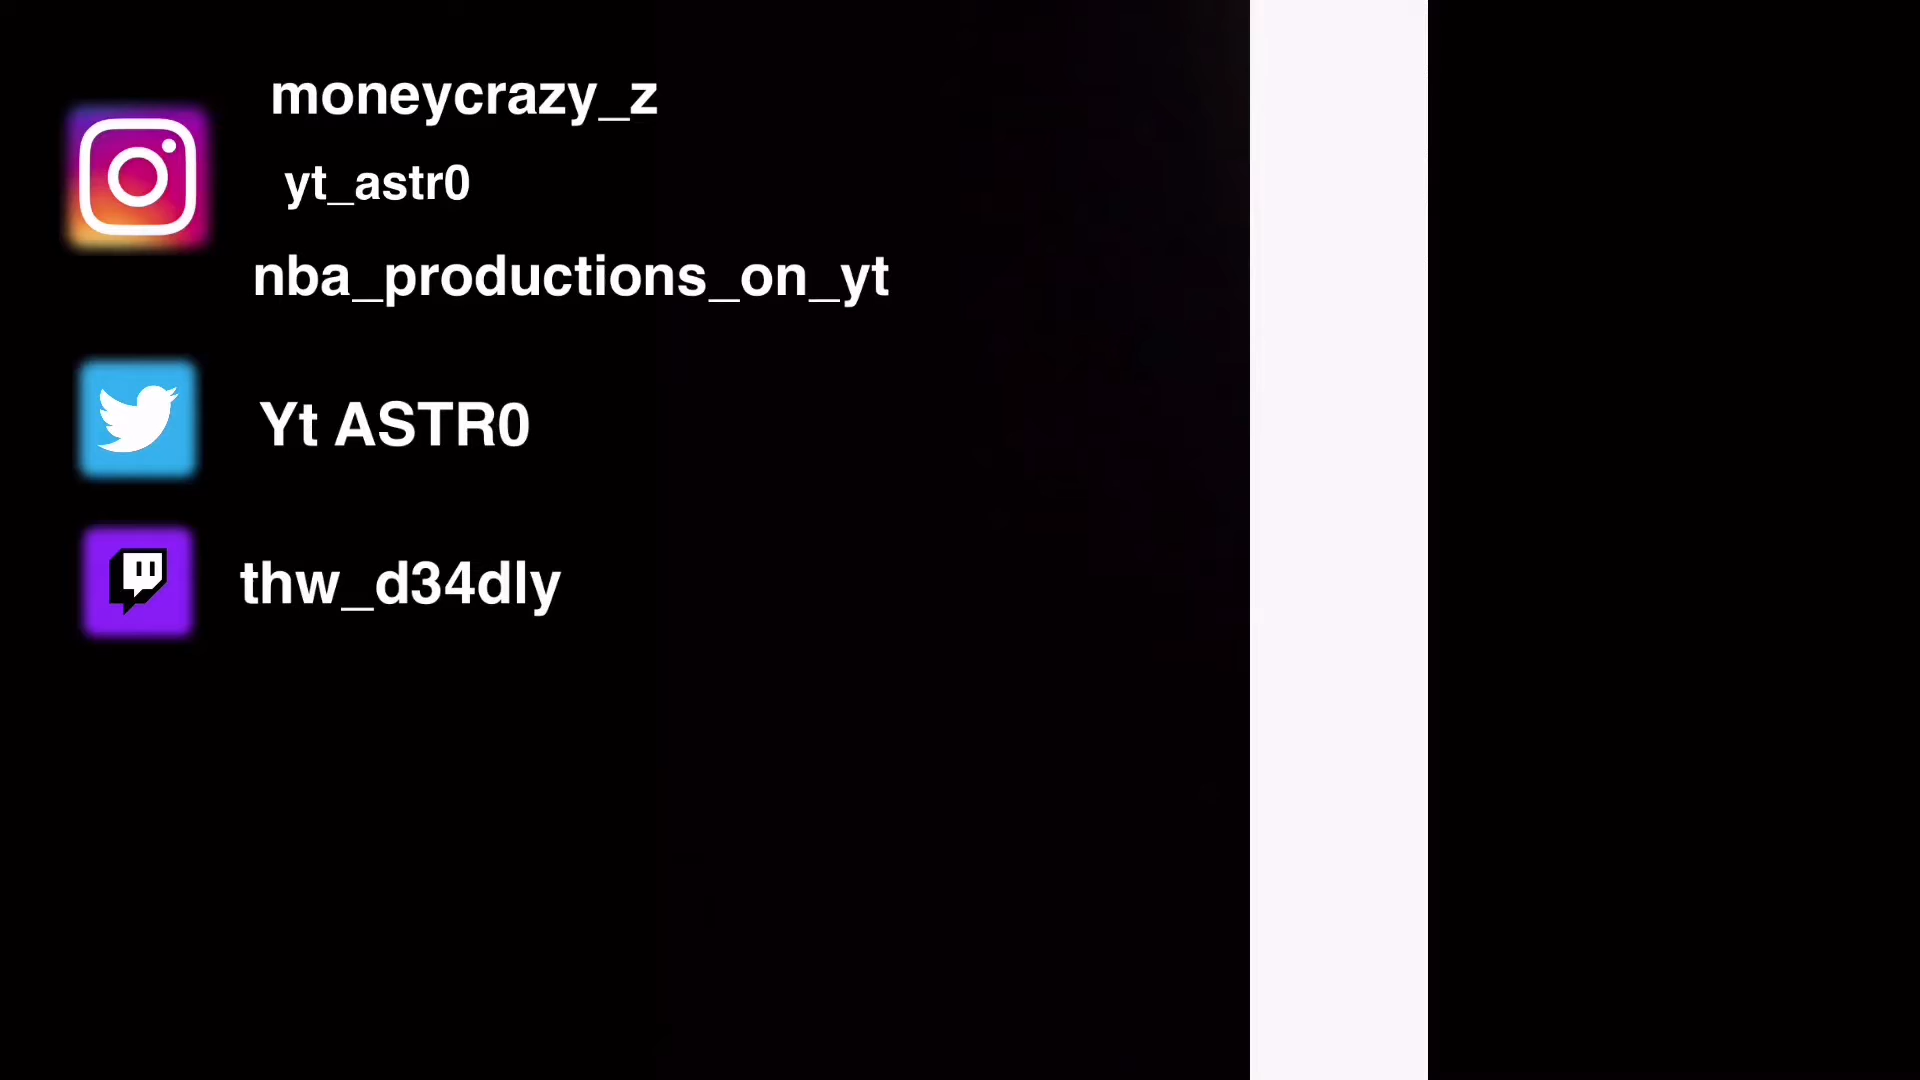 moneycrazy_z
yt_astr0
nba_productions_on_yt
Yt ASTR0
thw_d34dly